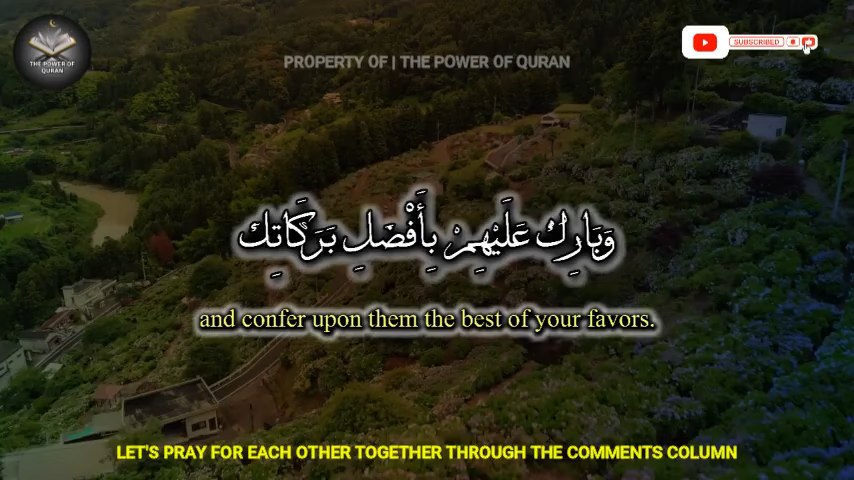 THE POWER OF
QURAN
PROPERTY OF | THE POWER OF QURAN
SUBSCRIBED
وَبَارِكْ عَلَيْهِمْ بِأَفْضَلِ بَرَكَاتِكَ
and confer upon them the best of your favors.
LET'S PRAY FOR EACH OTHER TOGETHER THROUGH THE COMMENTS COLUMN